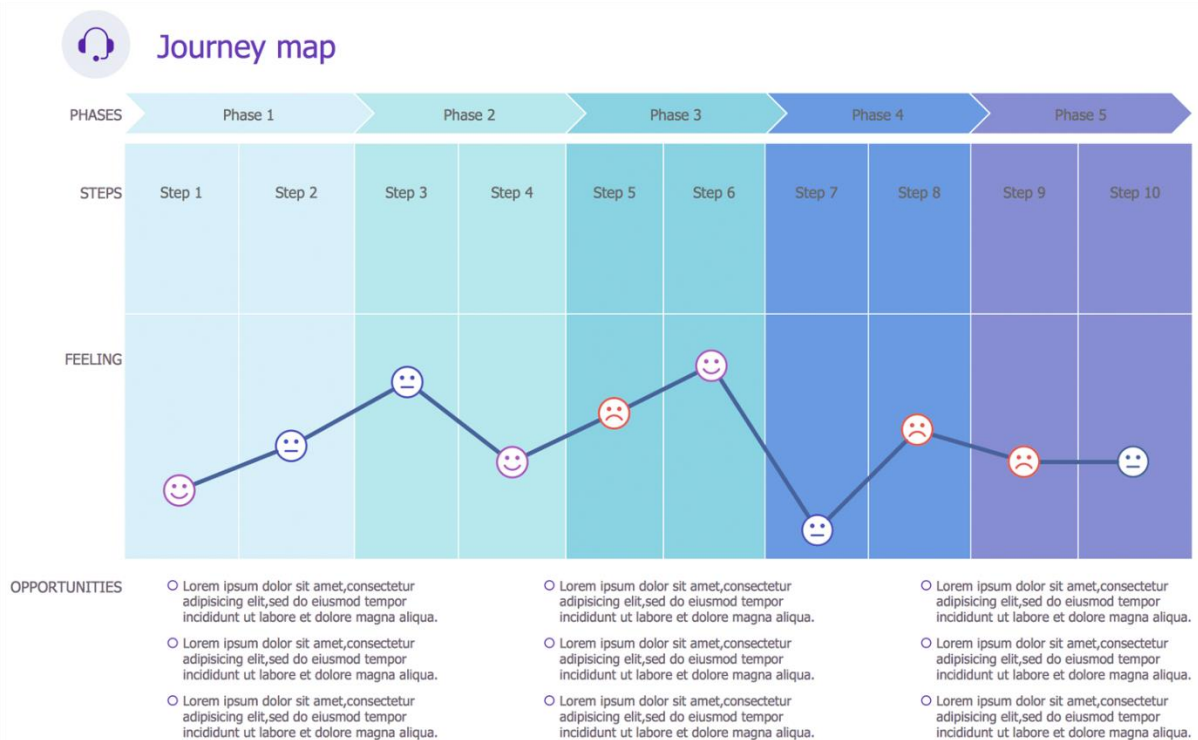 Journey map
PHASES
Phase 1
Phase 2
Phase 3
Phase 4
Phase 5
STEPS
Step 1
Step 2
Step 3
Step 4
Step 5
Step 6
Step 7
Step 8
Step 9
Step 10
FEELING
OPPORTUNITIES
Lorem ipsum dolor sit amet,consectetur
adipisicing elit,sed do eiusmod tempor
incididunt ut labore et dolore magna aliqua.
Lorem ipsum dolor sit amet,consectetur
adipisicing elit,sed do eiusmod tempor
incididunt ut labore et dolore magna aliqua.
Lorem ipsum dolor sit amet,consectetur
adipisicing elit,sed do eiusmod tempor
incididunt ut labore et dolore magna aliqua.
Lorem ipsum dolor sit amet,consectetur
adipisicing elit,sed do eiusmod tempor
incididunt ut labore et dolore magna aliqua.
Lorem ipsum dolor sit amet,consectetur
adipisicing elit,sed do eiusmod tempor
incididunt ut labore et dolore magna aliqua.
Lorem ipsum dolor sit amet,consectetur
adipisicing elit,sed do eiusmod tempor
incididunt ut labore et dolore magna aliqua.
Lorem ipsum dolor sit amet,consectetur
adipisicing elit,sed do eiusmod tempor
incididunt ut labore et dolore magna aliqua.
Lorem ipsum dolor sit amet,consectetur
adipisicing elit,sed do eiusmod tempor
incididunt ut labore et dolore magna aliqua.
Lorem ipsum dolor sit amet,consectetur
adipisicing elit,sed do eiusmod tempor
incididunt ut labore et dolore magna aliqua.